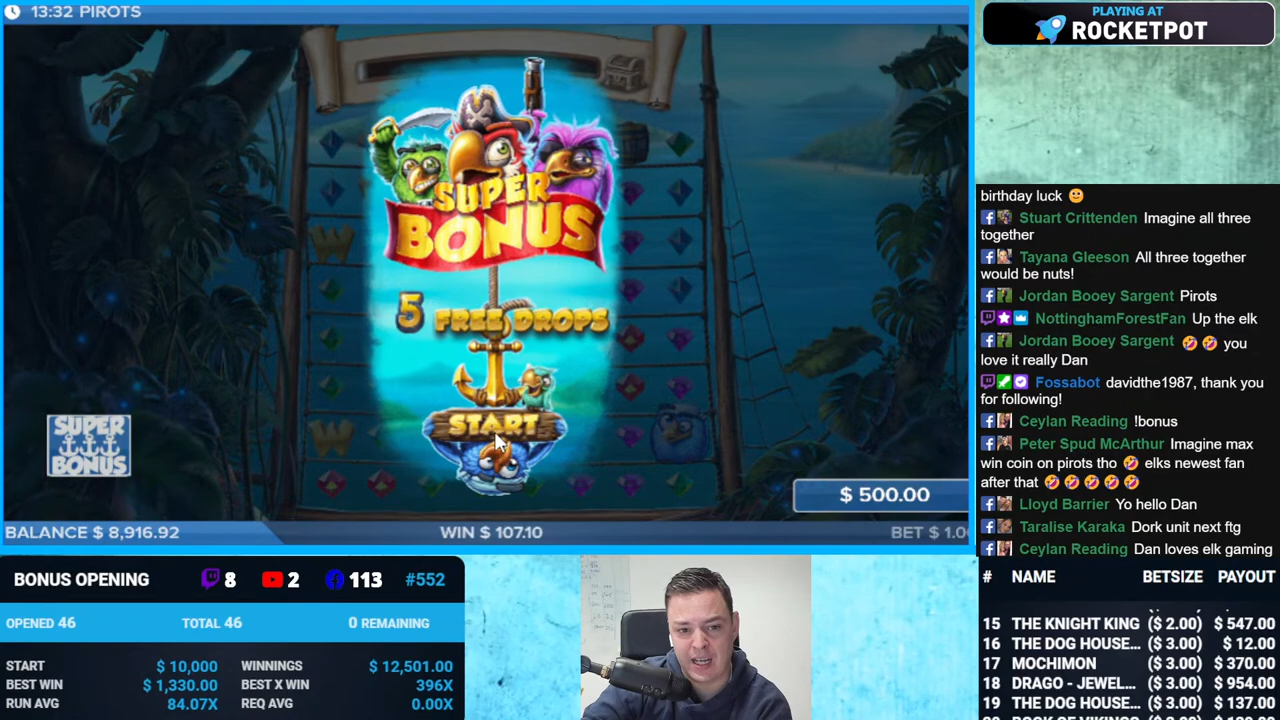 13:32 PIROTS
SUPER
BONUS
5 FREE DROPS
START
SUPER
BONUS
$ 500.00
BALANCE $ 8,916.92
WIN $ 107.10
BET $ 1.0
PLAYING AT
ROCKETPOT
birthday luck 🙂
Stuart Crittenden Imagine all three
together
Tayana Gleeson All three together
would be nuts!
Jordan Booey Sargent Pirots
NottinghamForestFan Up the elk
Jordan Booey Sargent 🤣 🤣 you
love it really Dan
Fossabot davidthe1987, thank you
for following!
Ceylan Reading !bonus
Peter Spud McArthur Imagine max
win coin on pirots tho 🤣 elks newest fan
after that 🤣 🤣 🤣 🤣 🤣
Lloyd Barrier Yo hello Dan
Taralise Karaka Dork unit next ftg
Ceylan Reading Dan loves elk gaming
BONUS OPENING 8 2 113 #552
OPENED 46 TOTAL 46 0 REMAINING
START $ 10,000 WINNINGS $ 12,501.00
BEST WIN $ 1,330.00 BEST X WIN 396X
RUN AVG 84.07X REQ AVG 0.00X
# NAME BETSIZE PAYOUT
15 THE KNIGHT KING ($ 2.00) $ 547.00
16 THE DOG HOUSE... ($ 3.00) $ 12.00
17 MOCHIMON ($ 3.00) $ 370.00
18 DRAGO - JEWEL... ($ 3.00) $ 954.00
19 THE DOG HOUSE... ($ 3.00) $ 137.00